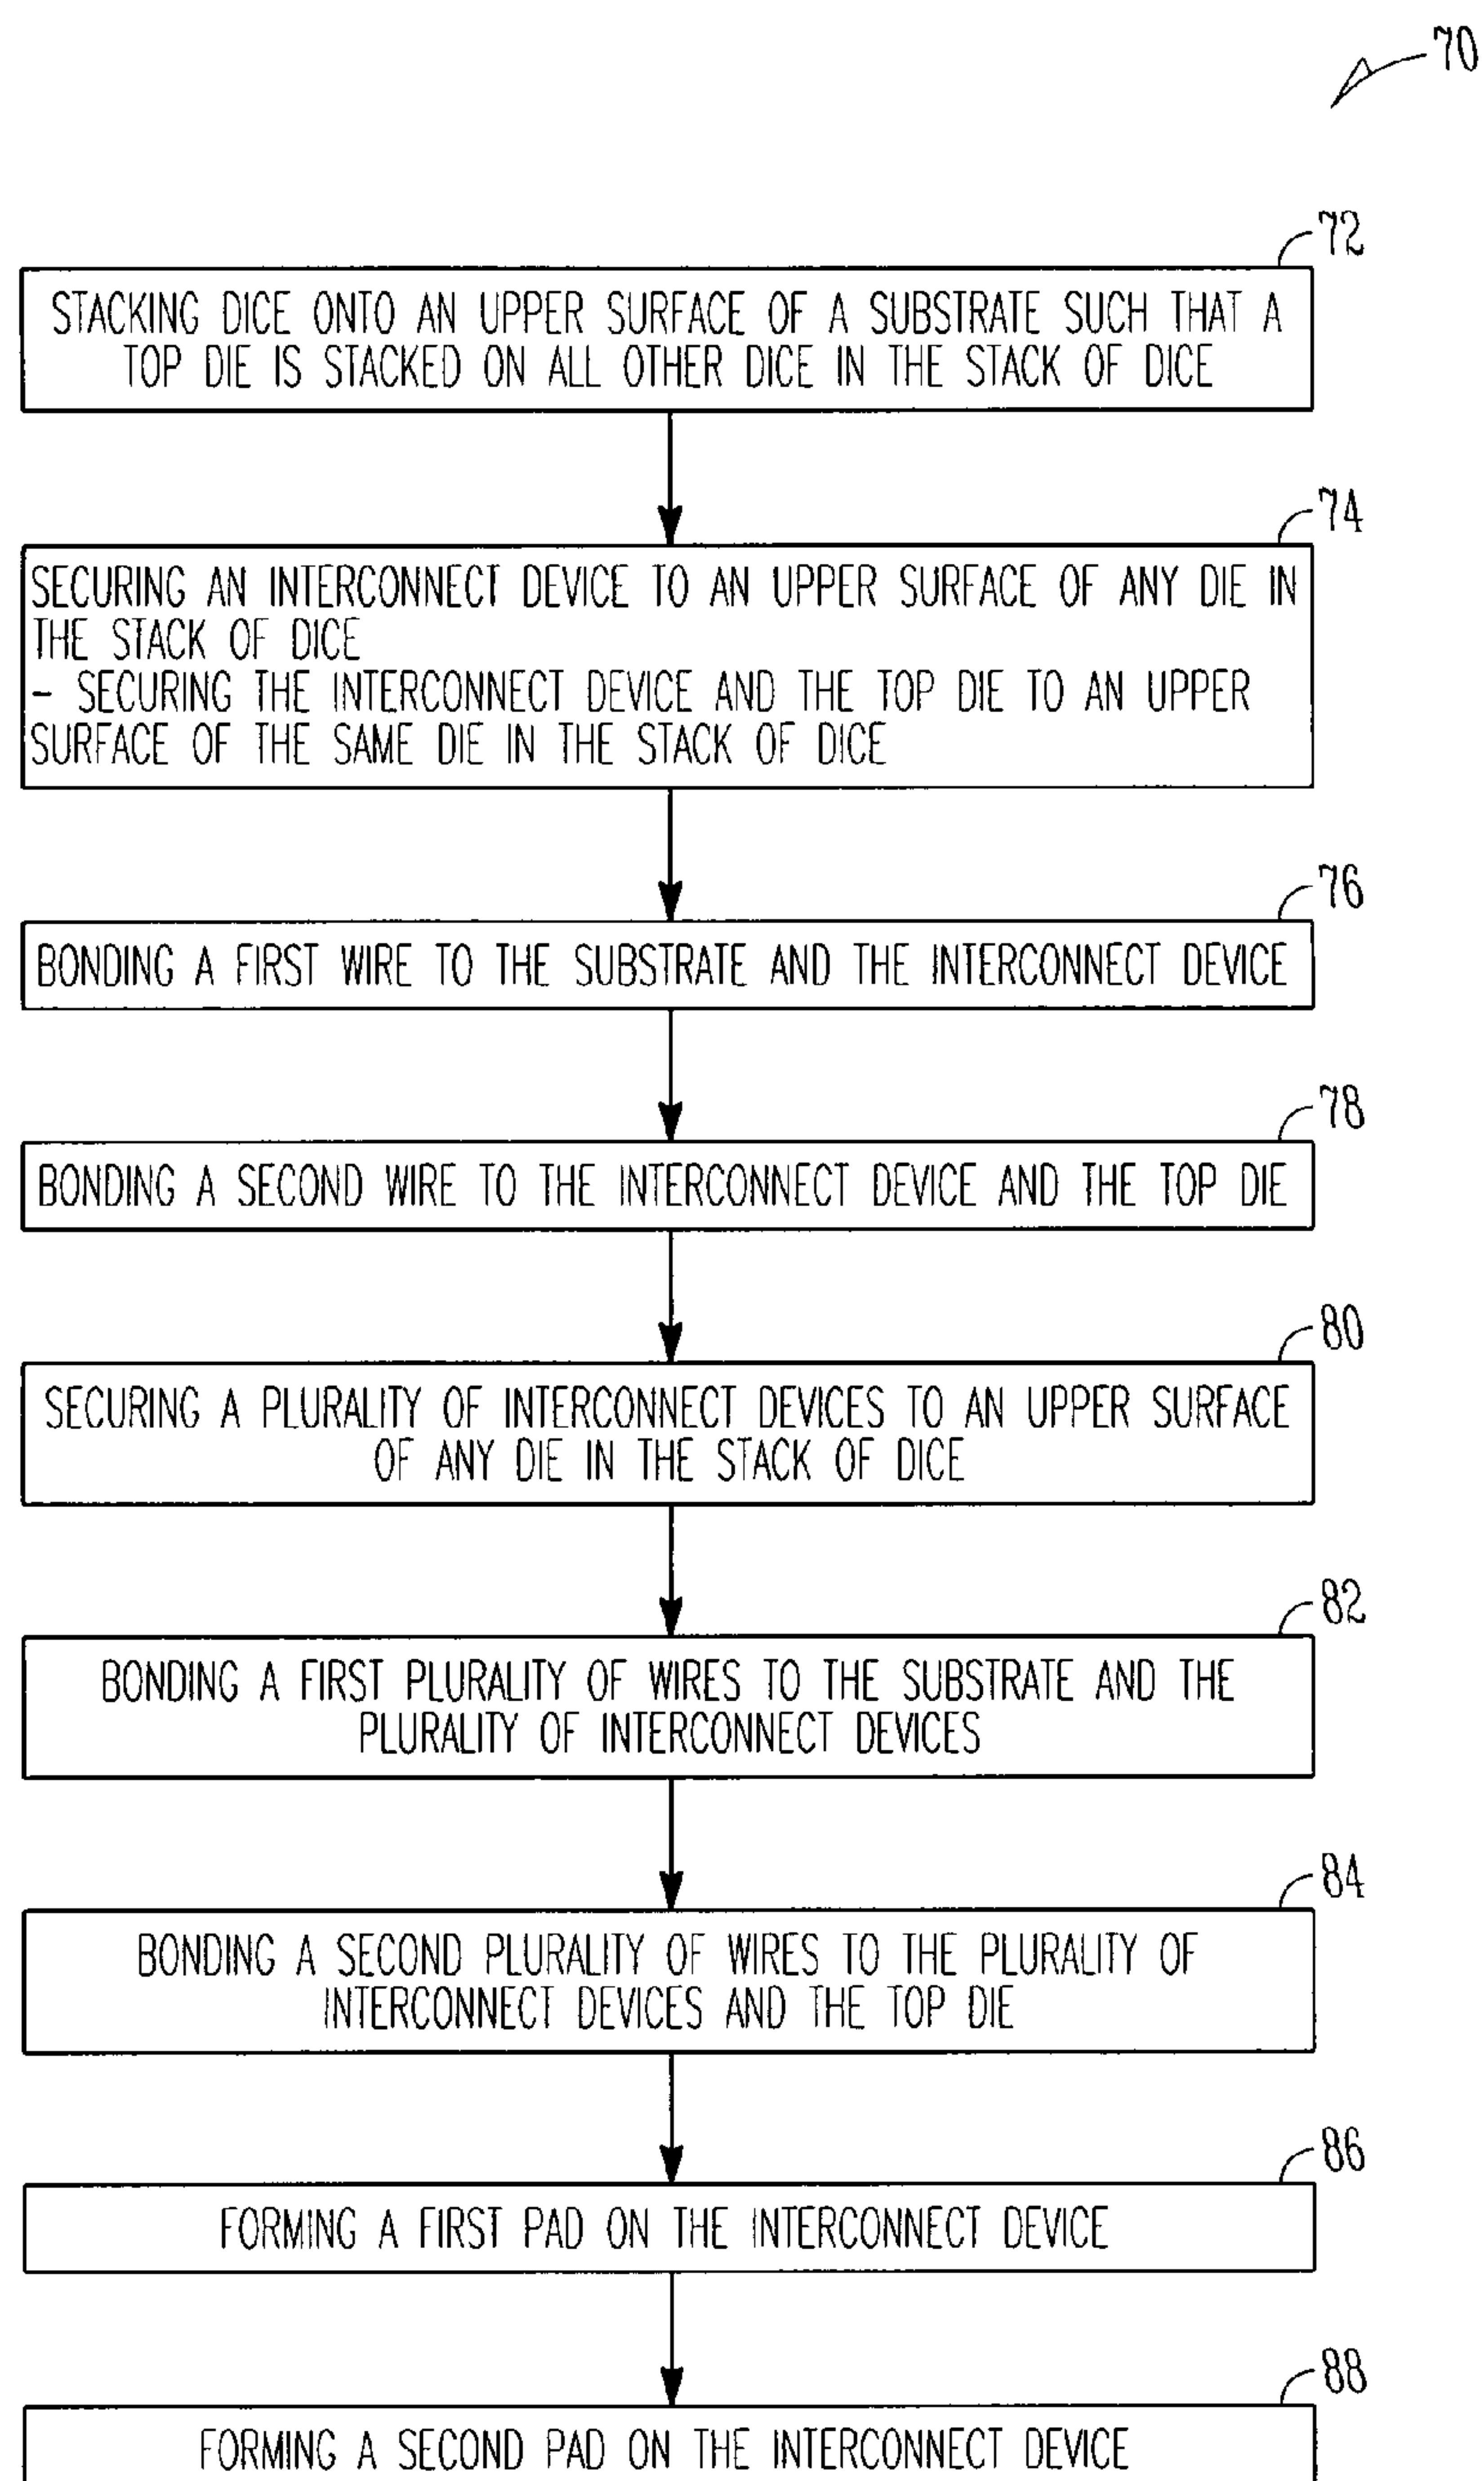 70
72
STACKING DICE ONTO AN UPPER SURFACE OF A SUBSTRATE SUCH THAT A
TOP DIE IS STACKED ON ALL OTHER DICE IN THE STACK OF DICE
74
SECURING AN INTERCONNECT DEVICE TO AN UPPER SURFACE OF ANY DIE IN
THE STACK OF DICE
– SECURING THE INTERCONNECT DEVICE AND THE TOP DIE TO AN UPPER
SURFACE OF THE SAME DIE IN THE STACK OF DICE
76
BONDING A FIRST WIRE TO THE SUBSTRATE AND THE INTERCONNECT DEVICE
78
BONDING A SECOND WIRE TO THE INTERCONNECT DEVICE AND THE TOP DIE
80
SECURING A PLURALITY OF INTERCONNECT DEVICES TO AN UPPER SURFACE
OF ANY DIE IN THE STACK OF DICE
82
BONDING A FIRST PLURALITY OF WIRES TO THE SUBSTRATE AND THE
PLURALITY OF INTERCONNECT DEVICES
84
BONDING A SECOND PLURALITY OF WIRES TO THE PLURALITY OF
INTERCONNECT DEVICES AND THE TOP DIE
86
FORMING A FIRST PAD ON THE INTERCONNECT DEVICE
88
FORMING A SECOND PAD ON THE INTERCONNECT DEVICE